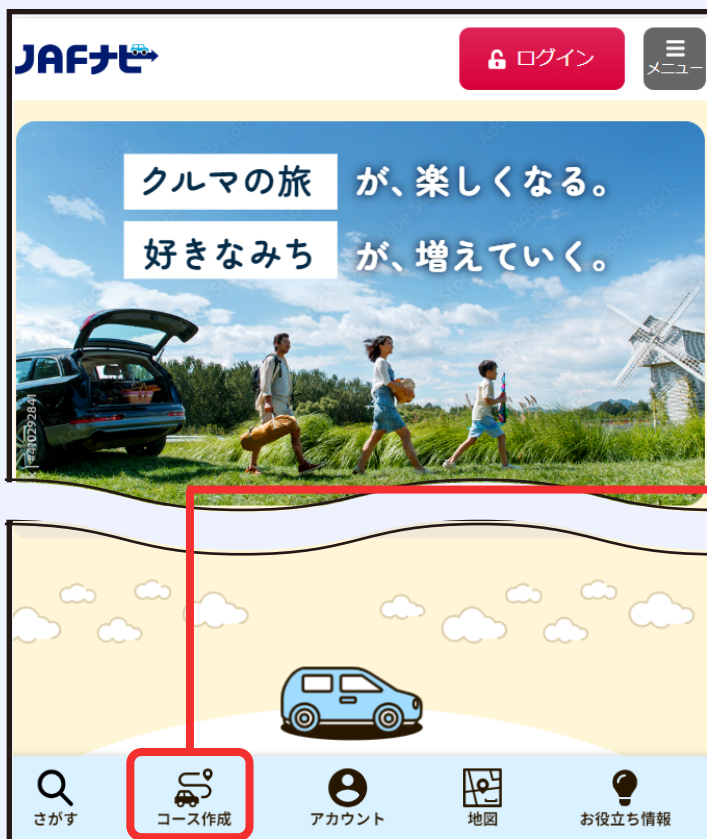 JAFナビ
ログイン
メニュー
クルマの旅 が、楽しくなる。
好きなみち が、増えていく。
#410292841
さがす
コース作成
アカウント
地図
お役立ち情報